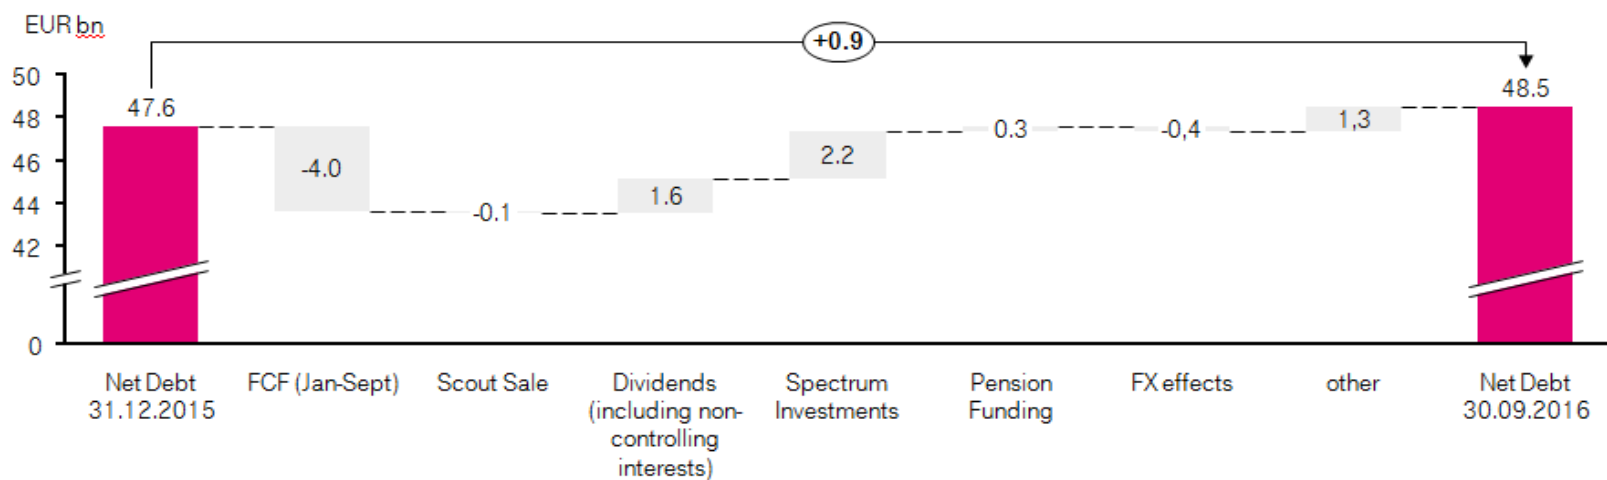 EUR bn
+0.9
50
48
46
44
42
0
47.6
-4.0
-0.1
1.6
2.2
0.3
-0,4
1,3
48.5
Net Debt
31.12.2015
FCF (Jan-Sept)
Scout Sale
Dividends
(including non-
controlling
interests)
Spectrum
Investments
Pension
Funding
FX effects
other
Net Debt
30.09.2016